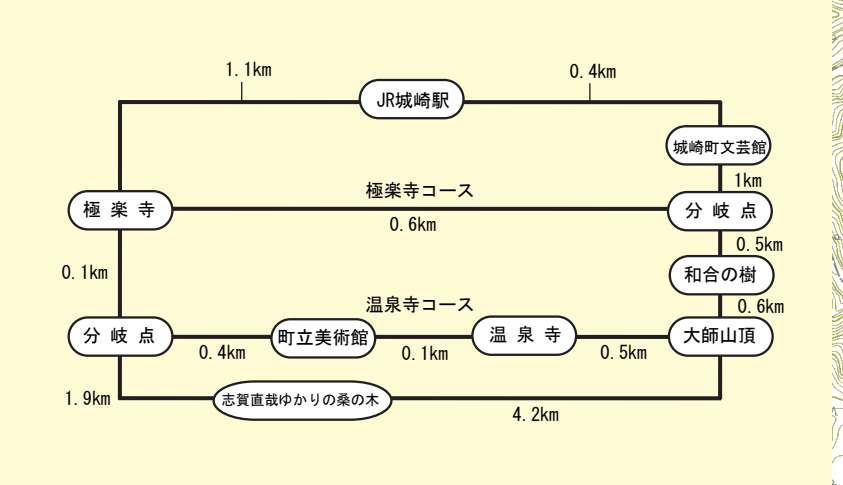 1.1km
0.4km
JR城崎駅
城崎町文芸館
1km
極楽寺コース
極楽寺
分岐点
0.6km
0.5km
0.1km
和合の樹
温泉寺コース
0.6km
分岐点
町立美術館
温泉寺
大師山頂
0.4km
0.1km
0.5km
1.9km
志賀直哉ゆかりの桑の木
4.2km